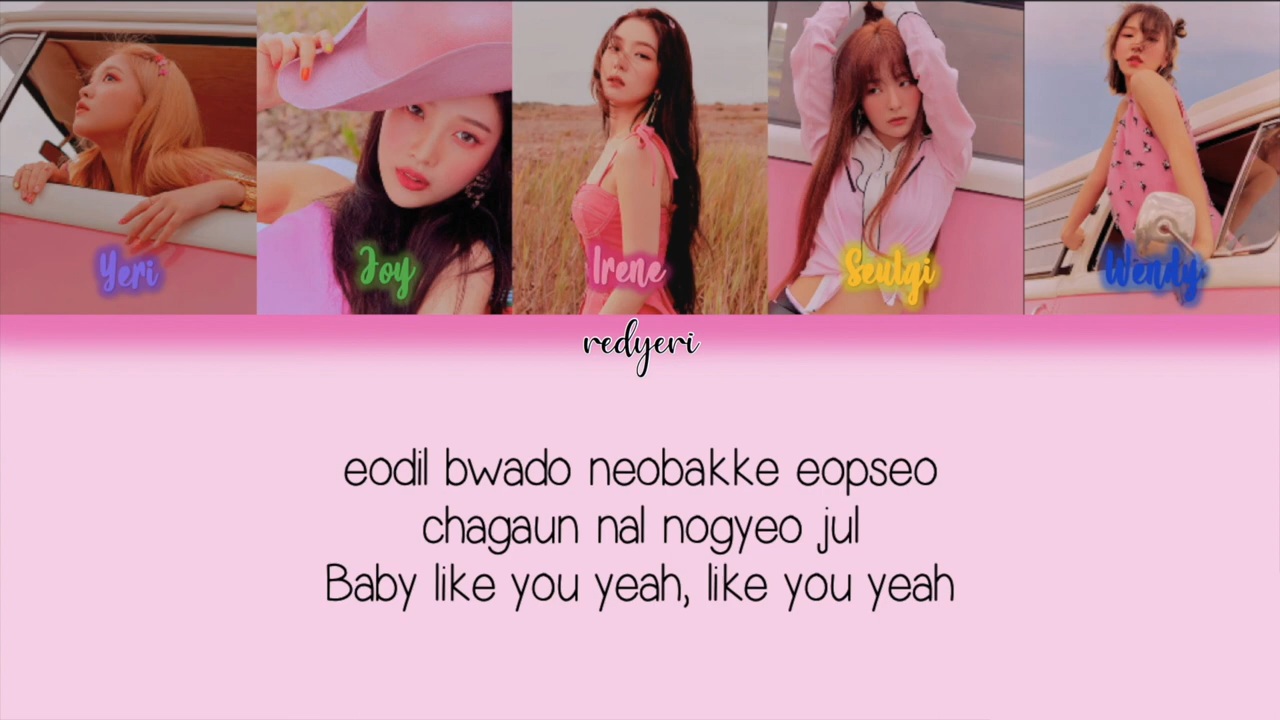 Yeri
Joy
Irene
Seulgi
Wendy
redyeri
eodil bwado neobakke eopseo
chagaun nal nogyeo jul
Baby like you yeah, like you yeah